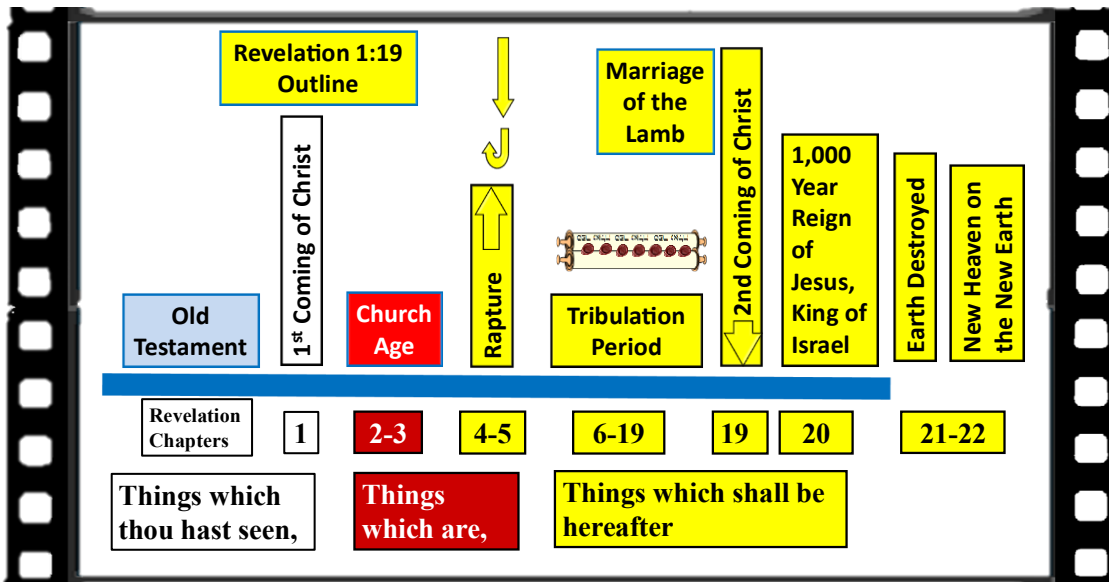 Revelation 1:19
Outline
Marriage
of the
Lamb
Old
Testament
1st Coming of Christ
Church
Age
Rapture
Tribulation
Period
2nd Coming of Christ
1,000
Year
Reign of
Jesus,
King of
Israel
Earth Destroyed
New Heaven on
the New Earth
Revelation
Chapters
1
2-3
4-5
6-19
19
20
21-22
Things which
thou hast seen,
Things
which are,
Things which shall be
hereafter